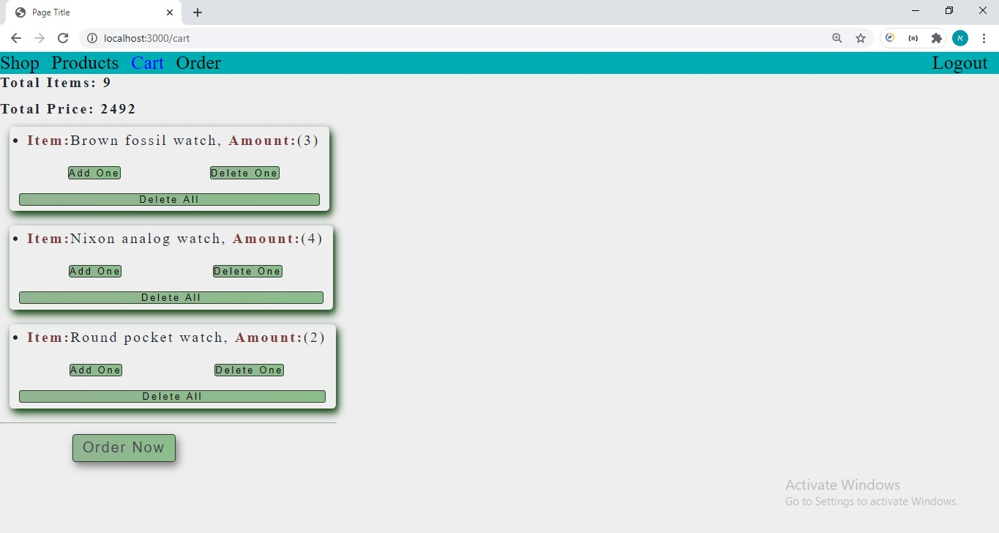 Page Title
localhost:3000/cart
א
Shop Products Cart Order Logout
Total Items: 9
Total Price: 2492
Item:Brown fossil watch, Amount:(3)
Add One Delete One
Delete All
Item:Nixon analog watch, Amount:(4)
Add One Delete One
Delete All
Item:Round pocket watch, Amount:(2)
Add One Delete One
Delete All
Order Now
Activate Windows
Go to Settings to activate Windows.